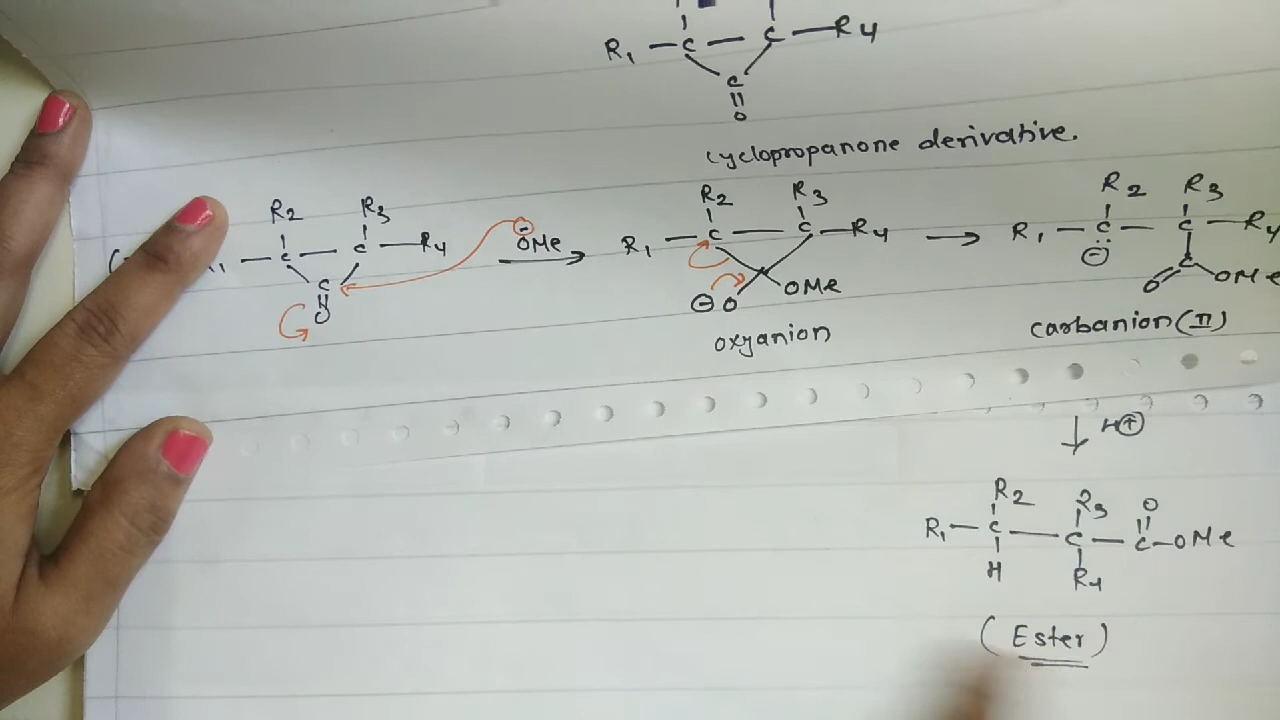 R1 — C — C — R4
C
||
O
cyclopropanone derivative.
R2 R3 ⊖OMe R2 R3 R2 R3
C — C — R4 → R1 — C — C — R4 → R1 — C — C — R4
C ⊖ C
|| ⊖O OMe O OMe
O oxyanion carbanion (II)
↓ H⊕
R2 R3 O
R1 — C — C — C — OMe
H R4
(Ester)